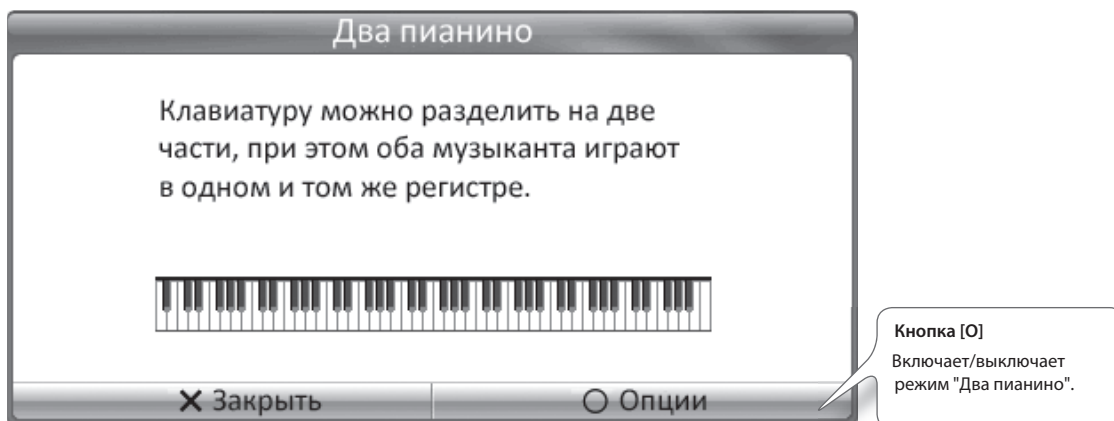 Два пианино
Клавиатуру можно разделить на две
части, при этом оба музыканта играют
в одном и том же регистре.
Кнопка [O]
Включает/выключает
режим "Два пианино".
✕ Закрыть
○ Опции